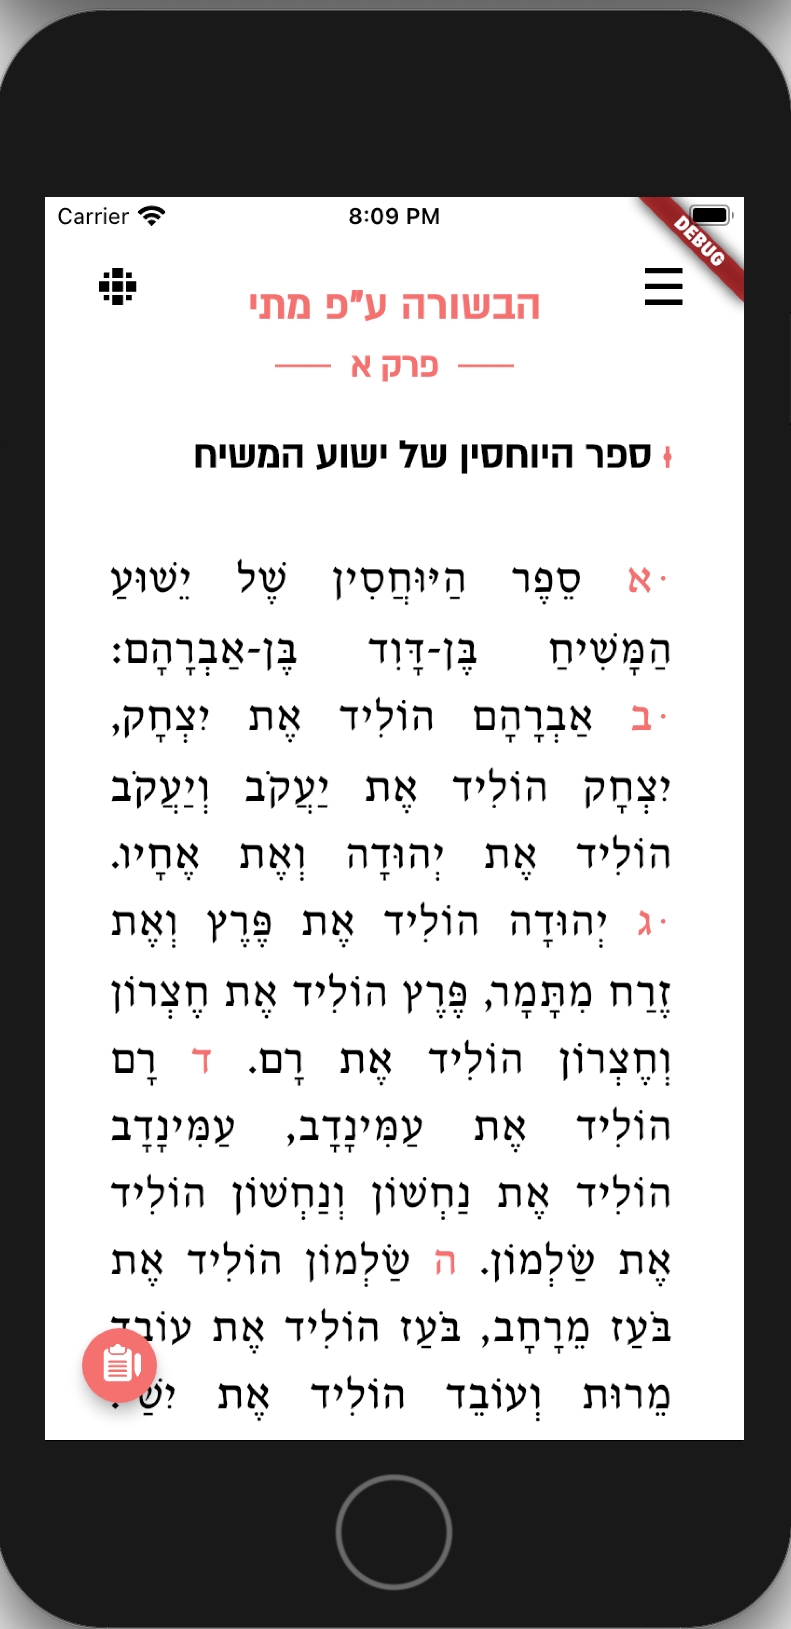 Carrier 8:09 PM
DEBUG
הבשורה ע"פ מתי
פרק א
ספר היוחסין של ישוע המשיח
א סֵפֶר הַיּוּחֲסִין שֶׁל יֵשׁוּעַ
הַמָּשִׁיחַ בֶּן-דָּוִד בֶּן-אַבְרָהָם:
ב אַבְרָהָם הוֹלִיד אֶת יִצְחָק,
יִצְחָק הוֹלִיד אֶת יַעֲקֹב וְיַעֲקֹב
הוֹלִיד אֶת יְהוּדָה וְאֶת אֶחָיו.
ג יְהוּדָה הוֹלִיד אֶת פֶּרֶץ וְאֶת
זֶרַח מִתָּמָר, פֶּרֶץ הוֹלִיד אֶת חֶצְרוֹן
וְחֶצְרוֹן הוֹלִיד אֶת רָם. ד רָם
הוֹלִיד אֶת עַמִּינָדָב, עַמִּינָדָב
הוֹלִיד אֶת נַחְשׁוֹן וְנַחְשׁוֹן הוֹלִיד
אֶת שַׂלְמוֹן. ה שַׂלְמוֹן הוֹלִיד אֶת
בֹּעַז מֵרָחָב, בֹּעַז הוֹלִיד אֶת עוֹבֵד
מֵרוּת וְעוֹבֵד הוֹלִיד אֶת יִשַׁי.